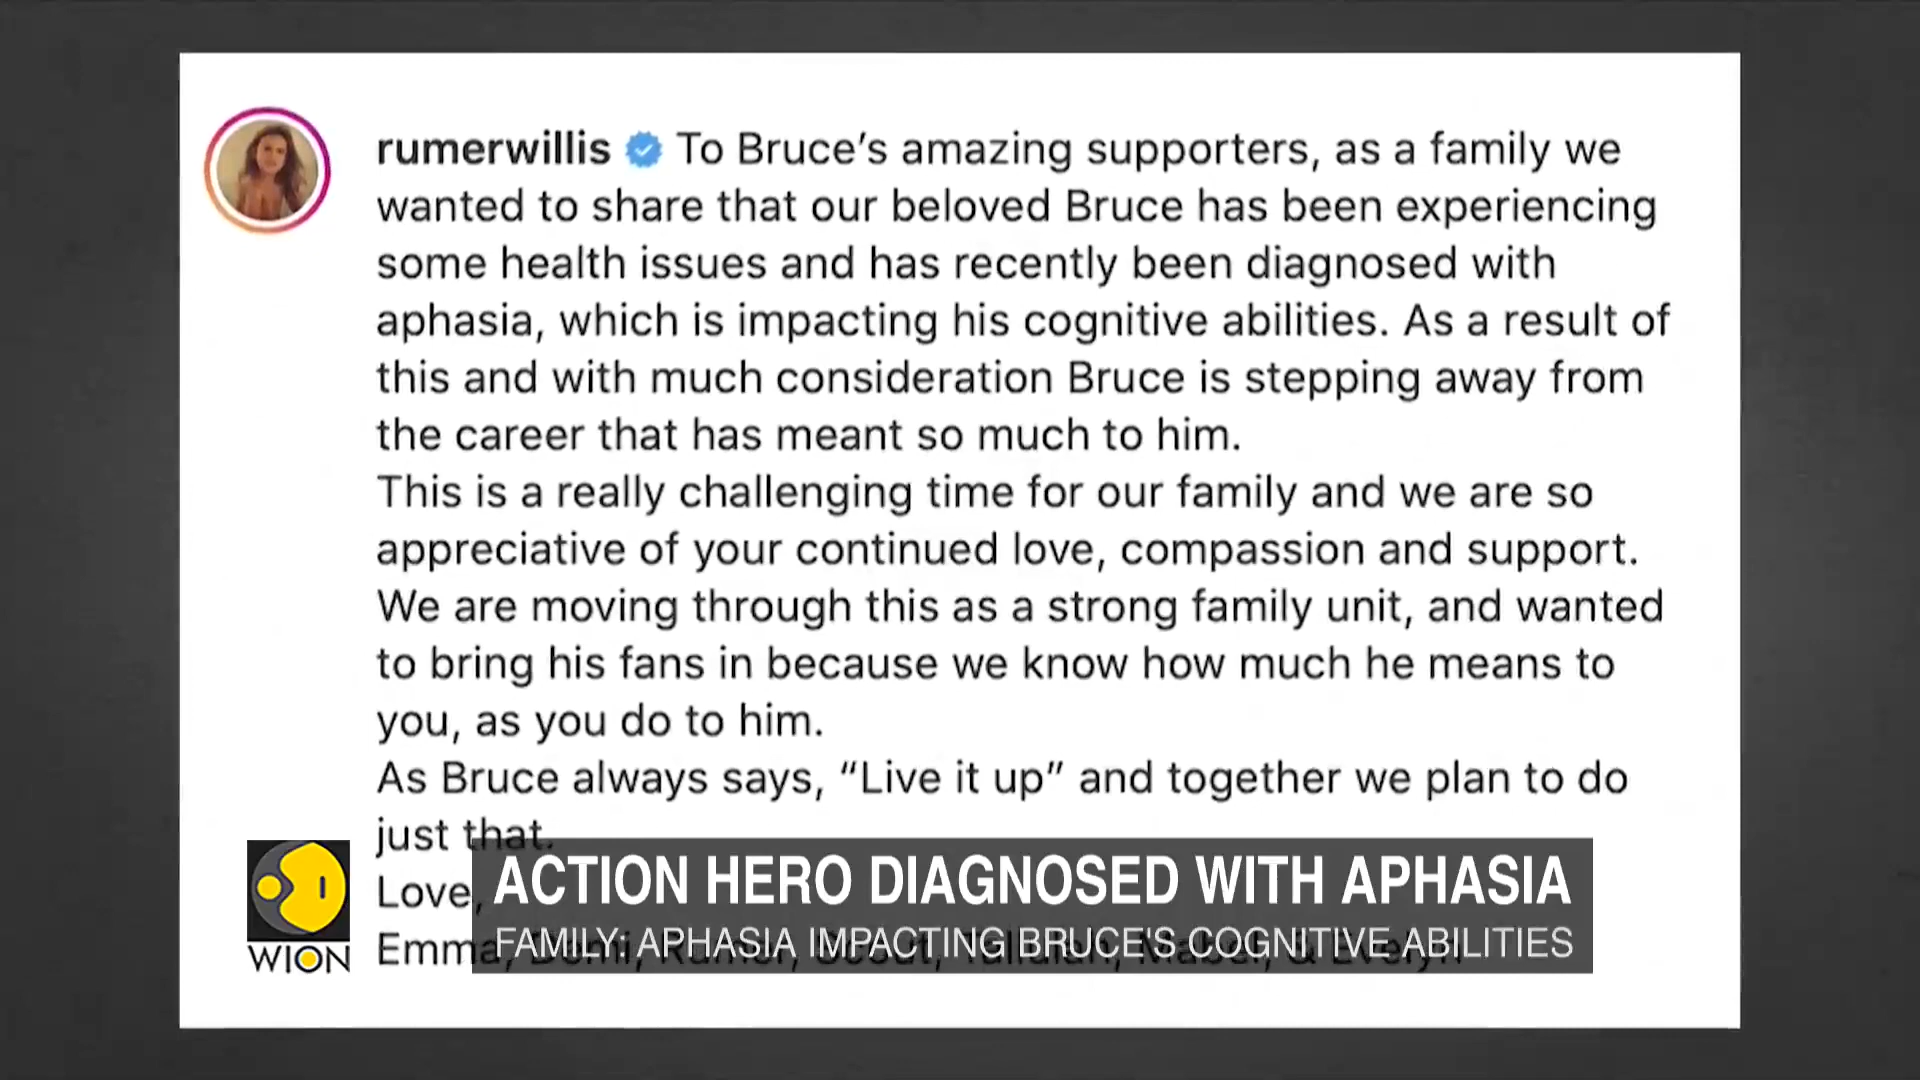 rumerwillis To Bruce's amazing supporters, as a family we
wanted to share that our beloved Bruce has been experiencing
some health issues and has recently been diagnosed with
aphasia, which is impacting his cognitive abilities. As a result of
this and with much consideration Bruce is stepping away from
the career that has meant so much to him.
This is a really challenging time for our family and we are so
appreciative of your continued love, compassion and support.
We are moving through this as a strong family unit, and wanted
to bring his fans in because we know how much he means to
you, as you do to him.
As Bruce always says, “Live it up” and together we plan to do
just that.
Love,
Emma, Demi, Rumer, Scout, Tallulah, Mabel, & Evelyn
ACTION HERO DIAGNOSED WITH APHASIA
FAMILY: APHASIA IMPACTING BRUCE'S COGNITIVE ABILITIES
WION